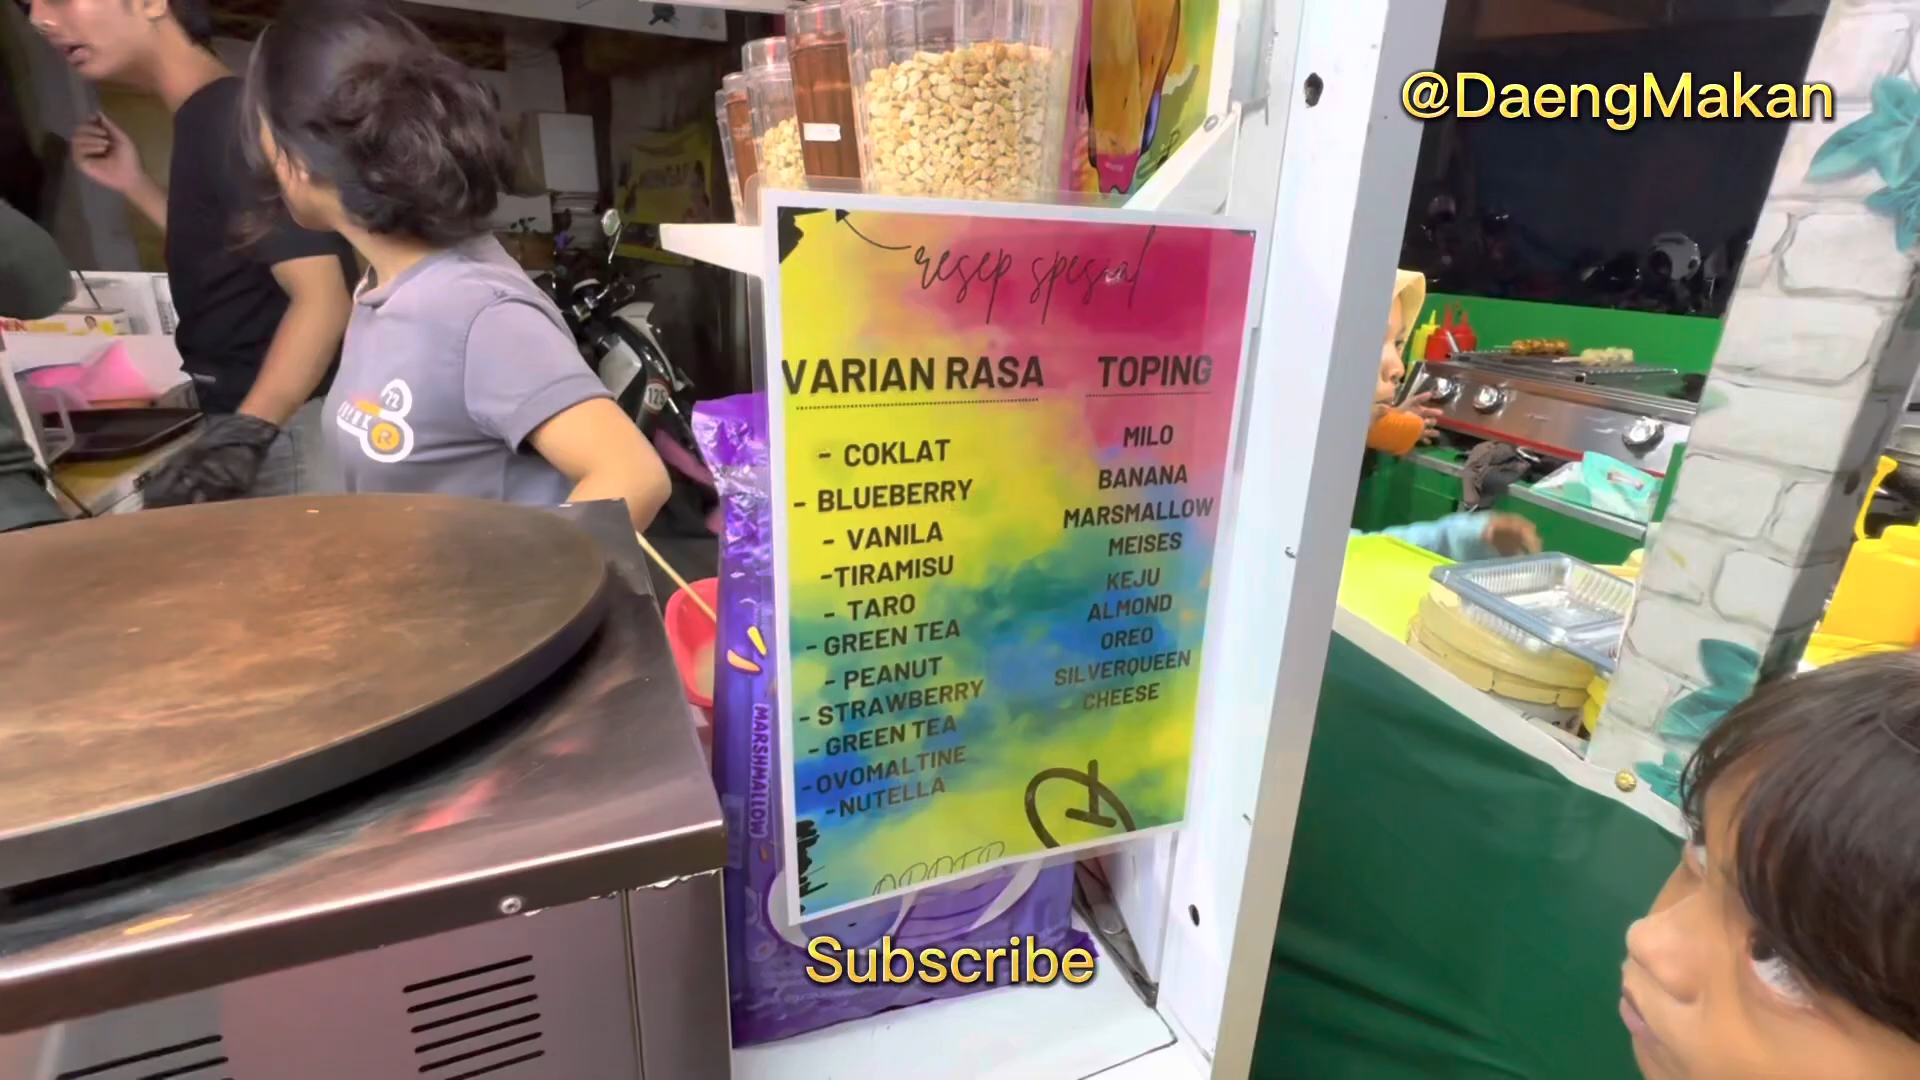 @DaengMakan
resep spesial
VARIAN RASA
- COKLAT
- BLUEBERRY
- VANILA
-TIRAMISU
- TARO
- GREEN TEA
- PEANUT
- STRAWBERRY
- GREEN TEA
-OVOMALTINE
-NUTELLA
TOPING
MILO
BANANA
MARSMALLOW
MEISES
KEJU
ALMOND
OREO
SILVERQUEEN
CHEESE
MARSHMALLOW
125
Subscribe